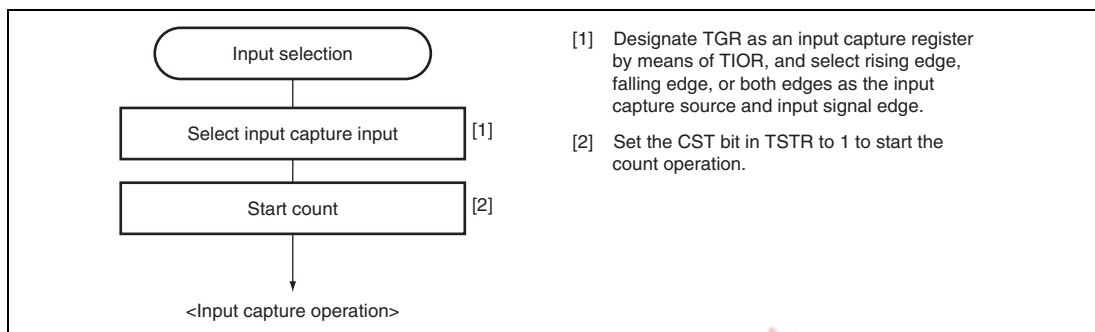 Input selection
Select input capture input
[1]
Start count
[2]
<Input capture operation>
[1] Designate TGR as an input capture register
by means of TIOR, and select rising edge,
falling edge, or both edges as the input
capture source and input signal edge.
[2] Set the CST bit in TSTR to 1 to start the
count operation.